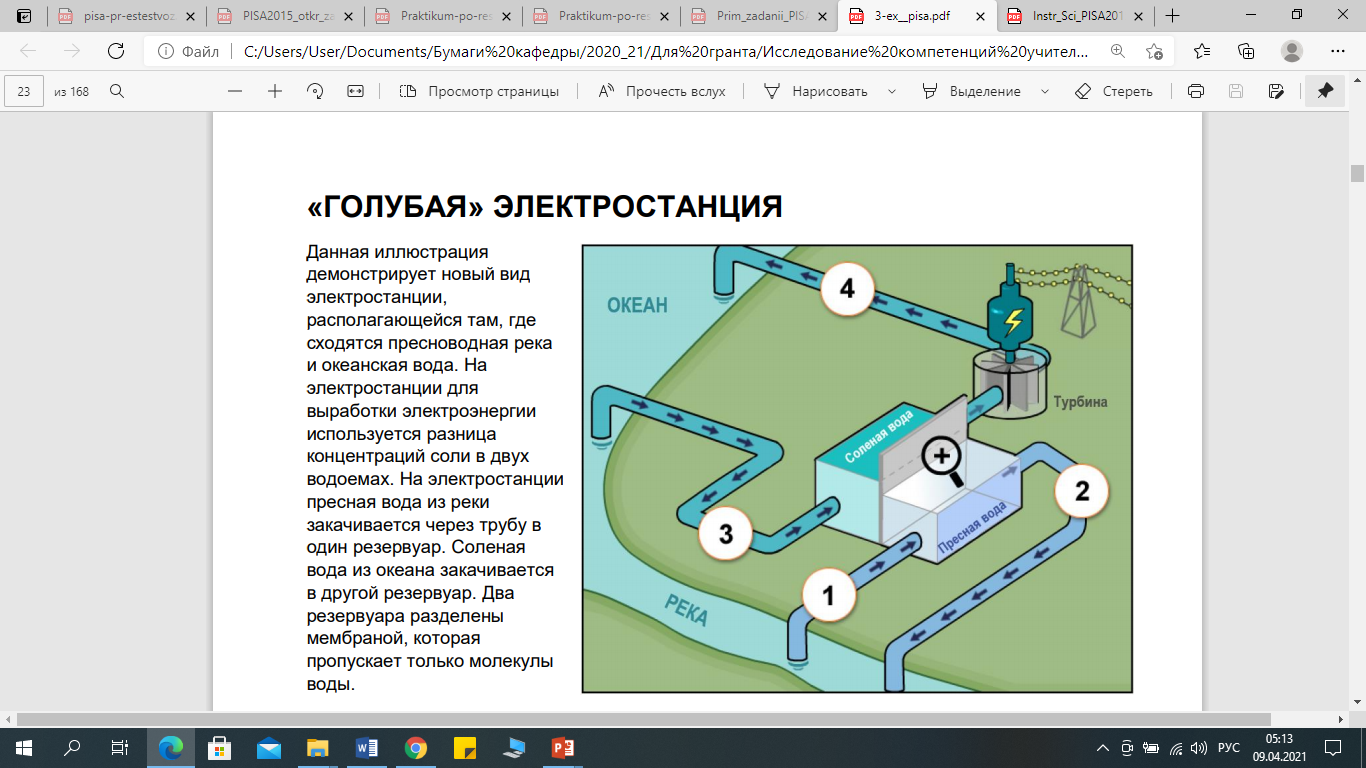 pisa-pr-estestvoz
PISA2015_otkr_za
Praktikum-po-res
Praktikum-po-res
Prim_zadanii_PISA
3-ex__pisa.pdf
Instr_Sci_PISA201
Файл
C:/Users/User/Documents/Бумаги%20кафедры/2020_21/Для%20гранта/Исследование%20компетенций%20учител...
23 из 168
Просмотр страницы
Прочесть вслух
Нарисовать
Выделение
Стереть
«ГОЛУБАЯ» ЭЛЕКТРОСТАНЦИЯ
Данная иллюстрация
демонстрирует новый вид
электростанции,
располагающейся там, где
сходятся пресноводная река
и океанская вода. На
электростанции для
выработки электроэнергии
используется разница
концентраций соли в двух
водоемах. На электростанции
пресная вода из реки
закачивается через трубу в
один резервуар. Соленая
вода из океана закачивается
в другой резервуар. Два
резервуара разделены
мембраной, которая
пропускает только молекулы
воды.
ОКЕАН
4
Турбина
Соленая вода
2
Пресная вода
3
1
РЕКА
РУС
05:13
09.04.2021